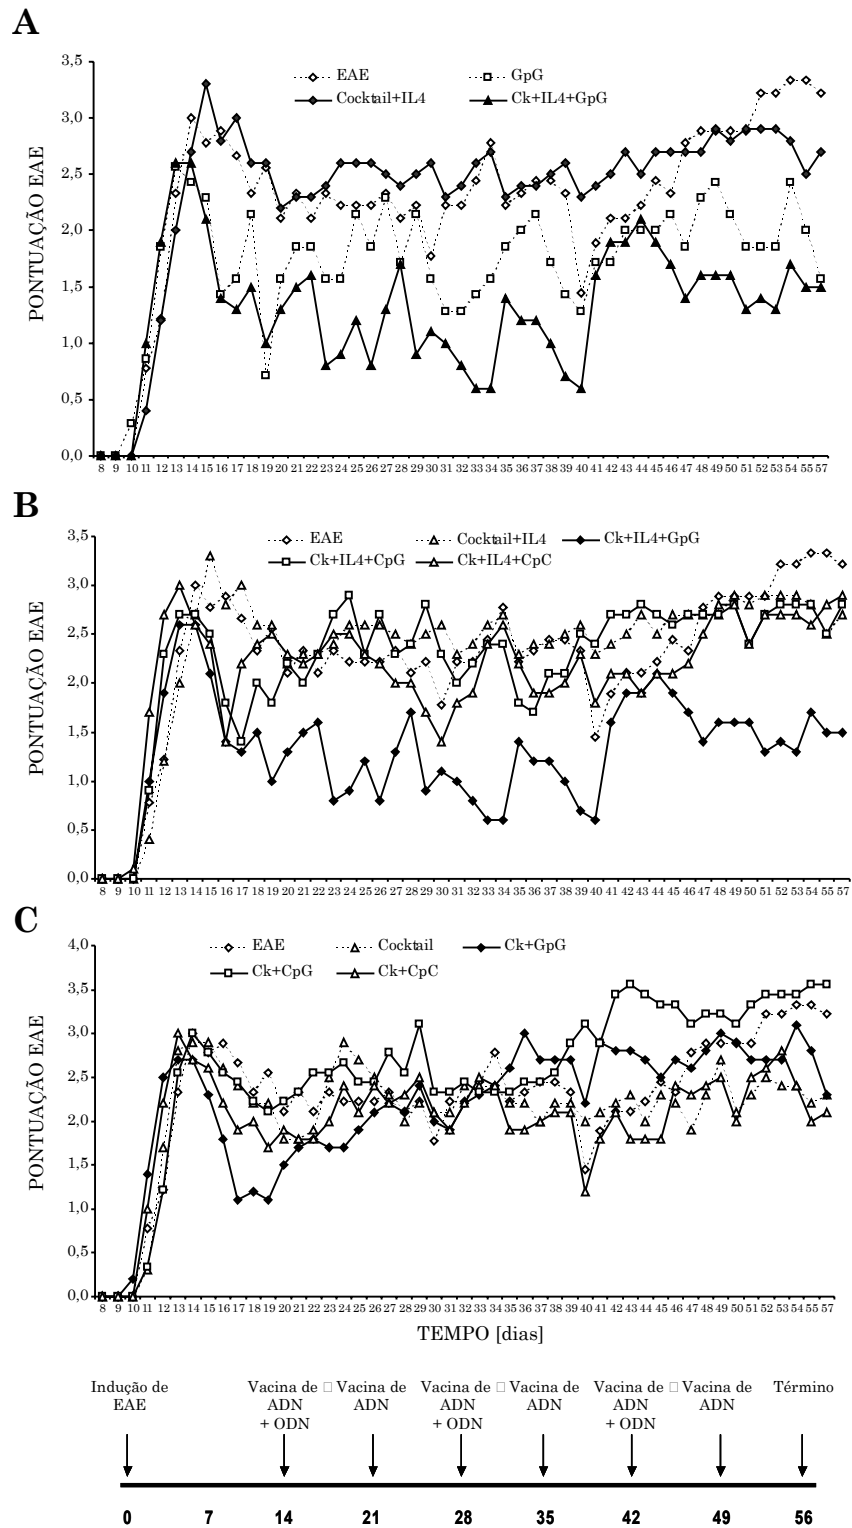 A
3,5
3,0
2,5
2,0
1,5
1,0
0,5
0,0
PONTUAÇÃO EAE
EAE
GpG
Cocktail+IL4
Ck+IL4+GpG
8 9 10 11 12 13 14 15 16 17 18 19 20 21 22 23 24 25 26 27 28 29 30 31 32 33 34 35 36 37 38 39 40 41 42 43 44 45 46 47 48 49 50 51 52 53 54 55 57
B
3,5
3,0
2,5
2,0
1,5
1,0
0,5
0,0
PONTUAÇÃO EAE
EAE
Cocktail+IL4
Ck+IL4+GpG
Ck+IL4+CpG
Ck+IL4+CpC
8 9 10 11 12 13 14 15 16 17 18 19 20 21 22 23 24 25 26 27 28 29 30 31 32 33 34 35 36 37 38 39 40 41 42 43 44 45 46 47 48 49 50 51 52 53 54 55 57
C
4,0
3,5
3,0
2,5
2,0
1,5
1,0
0,5
0,0
PONTUAÇÃO EAE
EAE
Cocktail
Ck+GpG
Ck+CpG
Ck+CpC
8 9 10 11 12 13 14 15 16 17 18 19 20 21 22 23 24 25 26 27 28 29 30 31 32 33 34 35 36 37 38 39 40 41 42 43 44 45 46 47 48 49 50 51 52 53 54 55 57
TEMPO [dias]
Indução de
EAE
Vacina de
ADN
+ ODN
Vacina de
ADN
Vacina de
ADN
+ ODN
Vacina de
ADN
Vacina de
ADN
+ ODN
Vacina de
ADN
Término
0 7 14 21 28 35 42 49 56